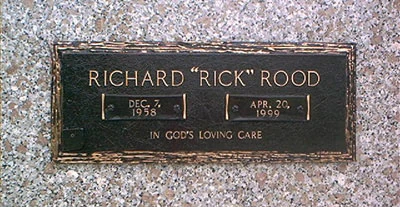 RICHARD "RICK" ROOD
DEC. 7, 1958
APR. 20, 1999
IN GOD'S LOVING CARE